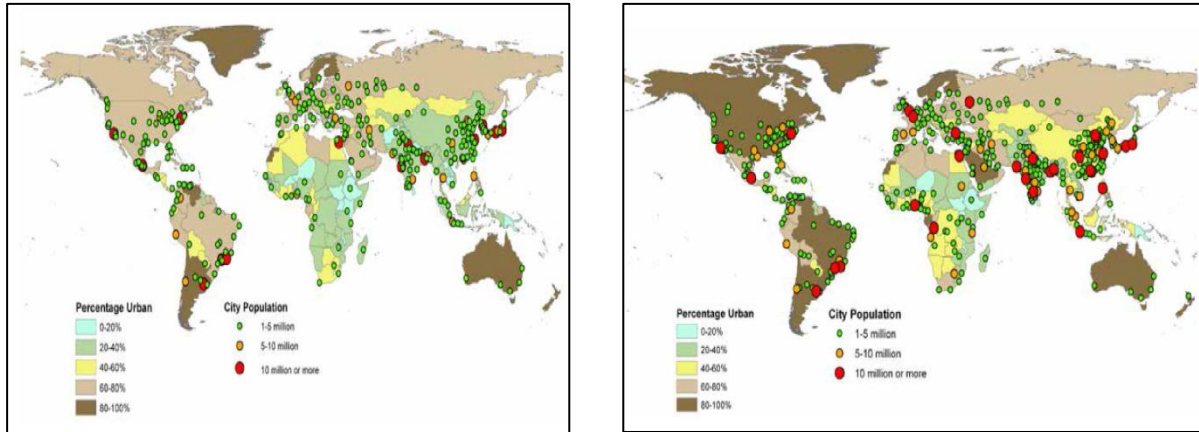 Percentage Urban
0-20%
20-40%
40-60%
60-80%
80-100%
City Population
1-5 million
5-10 million
10 million or more
Percentage Urban
0-20%
20-40%
40-60%
60-80%
80-100%
City Population
1-5 million
5-10 million
10 million or more